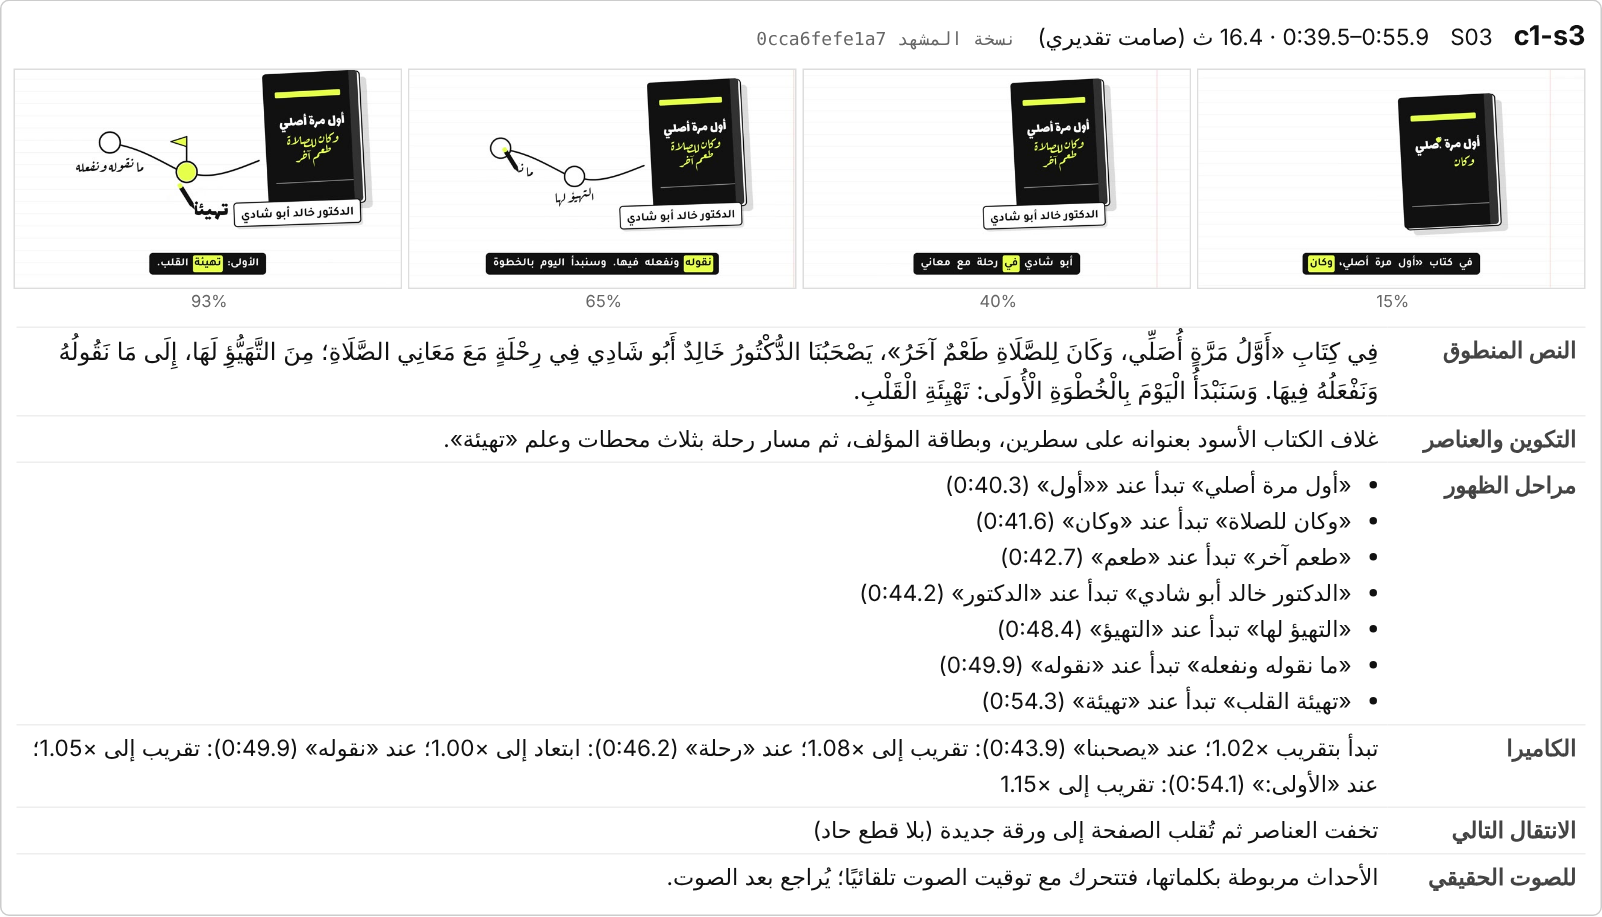 c1-s3 S03 0:39.5–0:55.9 · 16.4 ث (صامت تقديري) نسخة المشهد 0cca6fefe1a7
أول مرة أصلي
وكان
في كتاب «أول مرة أصلي، وكان
15%
أول مرة أصلي
وكان للصلاة
طعم آخر
الدكتور خالد أبو شادي
أبو شادي في رحلة مع معاني
40%
أول مرة أصلي
وكان للصلاة
طعم آخر
الدكتور خالد أبو شادي
التهيؤ لها
ما نة
نقوله ونفعله فيها. وسنبدأ اليوم بالخطوة
65%
أول مرة أصلي
وكان للصلاة
طعم آخر
الدكتور خالد أبو شادي
ما نقوله ونفعله
تهيئة
الأولى: تهيئة القلب.
93%
النص المنطوق
فِي كِتَابِ «أَوَّلُ مَرَّةٍ أُصَلِّي، وَكَانَ لِلصَّلَاةِ طَعْمٌ آخَرُ»، يَصْحَبُنَا الدُّكْتُورُ خَالِدٌ أَبُو شَادِي فِي رِحْلَةٍ مَعَ مَعَانِي الصَّلَاةِ؛ مِنَ التَّهَيُّؤِ لَهَا، إِلَى مَا نَقُولُهُ
وَنَفْعَلُهُ فِيهَا. وَسَنَبْدَأُ الْيَوْمَ بِالْخُطْوَةِ الْأُولَى: تَهْيِئَةِ الْقَلْبِ.
التكوين والعناصر
غلاف الكتاب الأسود بعنوانه على سطرين، وبطاقة المؤلف، ثم مسار رحلة بثلاث محطات وعلم «تهيئة».
مراحل الظهور
• «أول مرة أصلي» تبدأ عند ««أول» (0:40.3)
• «وكان للصلاة» تبدأ عند «وكان» (0:41.6)
• «طعم آخر» تبدأ عند «طعم» (0:42.7)
• «الدكتور خالد أبو شادي» تبدأ عند «الدكتور» (0:44.2)
• «التهيؤ لها» تبدأ عند «التهيؤ» (0:48.4)
• «ما نقوله ونفعله» تبدأ عند «نقوله» (0:49.9)
• «تهيئة القلب» تبدأ عند «تهيئة» (0:54.3)
الكاميرا
تبدأ بتقريب ×1.02؛ عند «يصحبنا» (0:43.9): تقريب إلى ×1.08؛ عند «رحلة» (0:46.2): ابتعاد إلى ×1.00؛ عند «نقوله» (0:49.9): تقريب إلى ×1.05؛
عند «الأولى:» (0:54.1): تقريب إلى ×1.15
الانتقال التالي
تخفت العناصر ثم تُقلب الصفحة إلى ورقة جديدة (بلا قطع حاد)
للصوت الحقيقي
الأحداث مربوطة بكلماتها، فتتحرك مع توقيت الصوت تلقائيًا؛ يُراجع بعد الصوت.